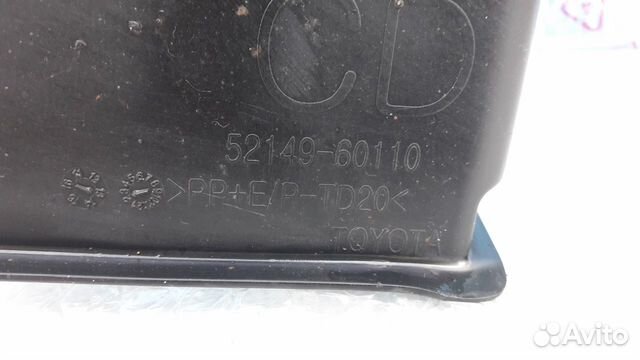 CD
52149-60110
>PP+E/P-TD20<
TOYOTA
Avito